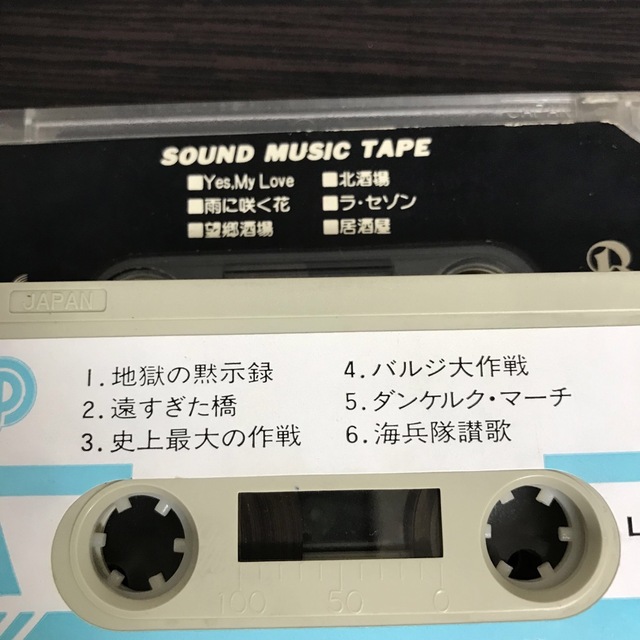 SOUND MUSIC TAPE
■Yes,My Love ■北酒場
■雨に咲く花 ■ラ・セゾン
■望郷酒場 ■居酒屋
JAPAN
1. 地獄の黙示録 4. バルジ大作戦
2. 遠すぎた橋 5. ダンケルク・マーチ
3. 史上最大の作戦 6. 海兵隊讃歌
100 50 0